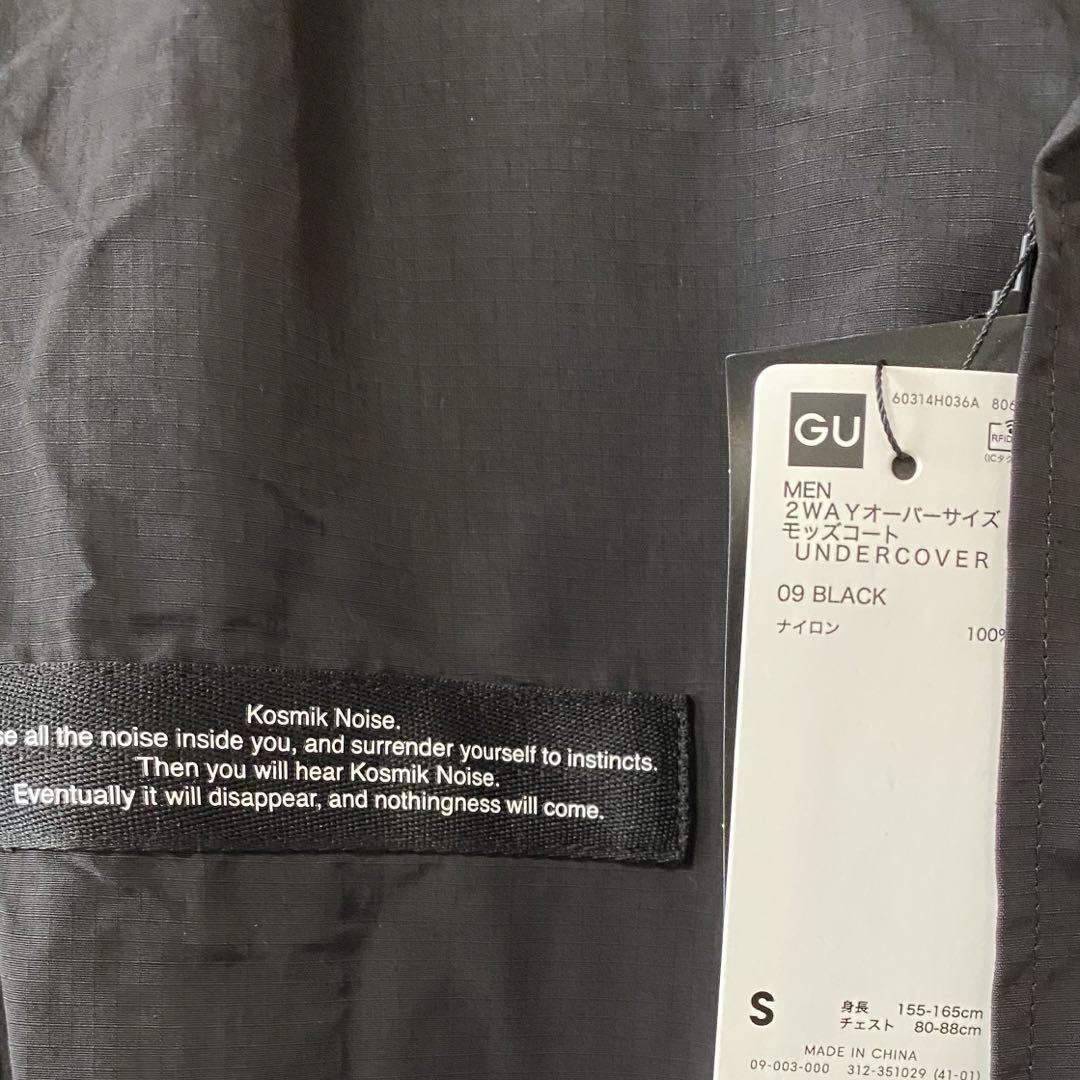 60314H036A 806
GU
RFID
MEN
2WAYオーバーサイズ
モッズコート
UNDERCOVER
09 BLACK
ナイロン 100%
Kosmik Noise.
all the noise inside you, and surrender yourself to instincts.
Then you will hear Kosmik Noise.
Eventually it will disappear, and nothingness will come.
S
身長 155-165cm
チェスト 80-88cm
MADE IN CHINA
09-003-000 312-351029 (41-01)